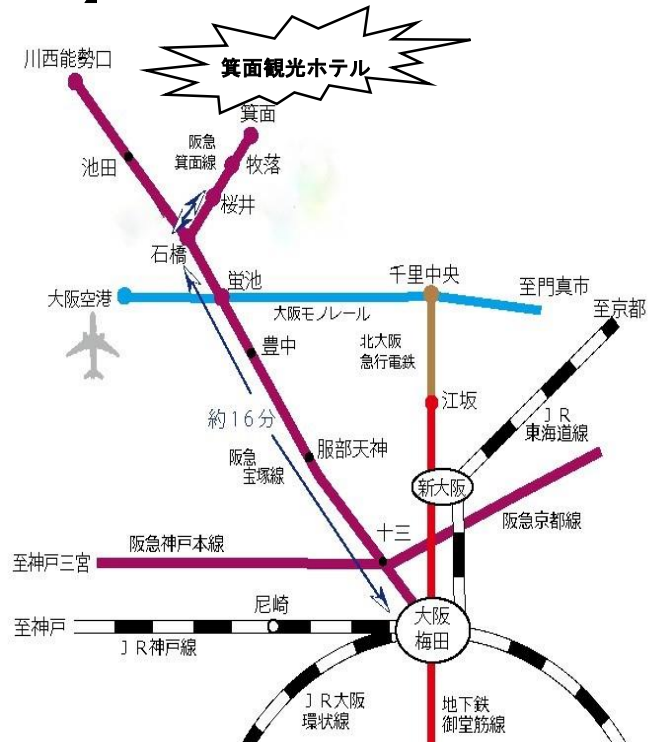 箕面観光ホテル
川西能勢口
箕面
阪急
箕面線
牧落
池田
桜井
石橋
大阪空港
蛍池
大阪モノレール
千里中央
至門真市
至京都
豊中
北大阪
急行電鉄
江坂
約16分
ＪＲ
東海道線
阪急
宝塚線
服部天神
新大阪
阪急京都線
十三
阪急神戸本線
至神戸三宮
尼崎
至神戸
ＪＲ神戸線
大阪
梅田
ＪＲ大阪
環状線
地下鉄
御堂筋線